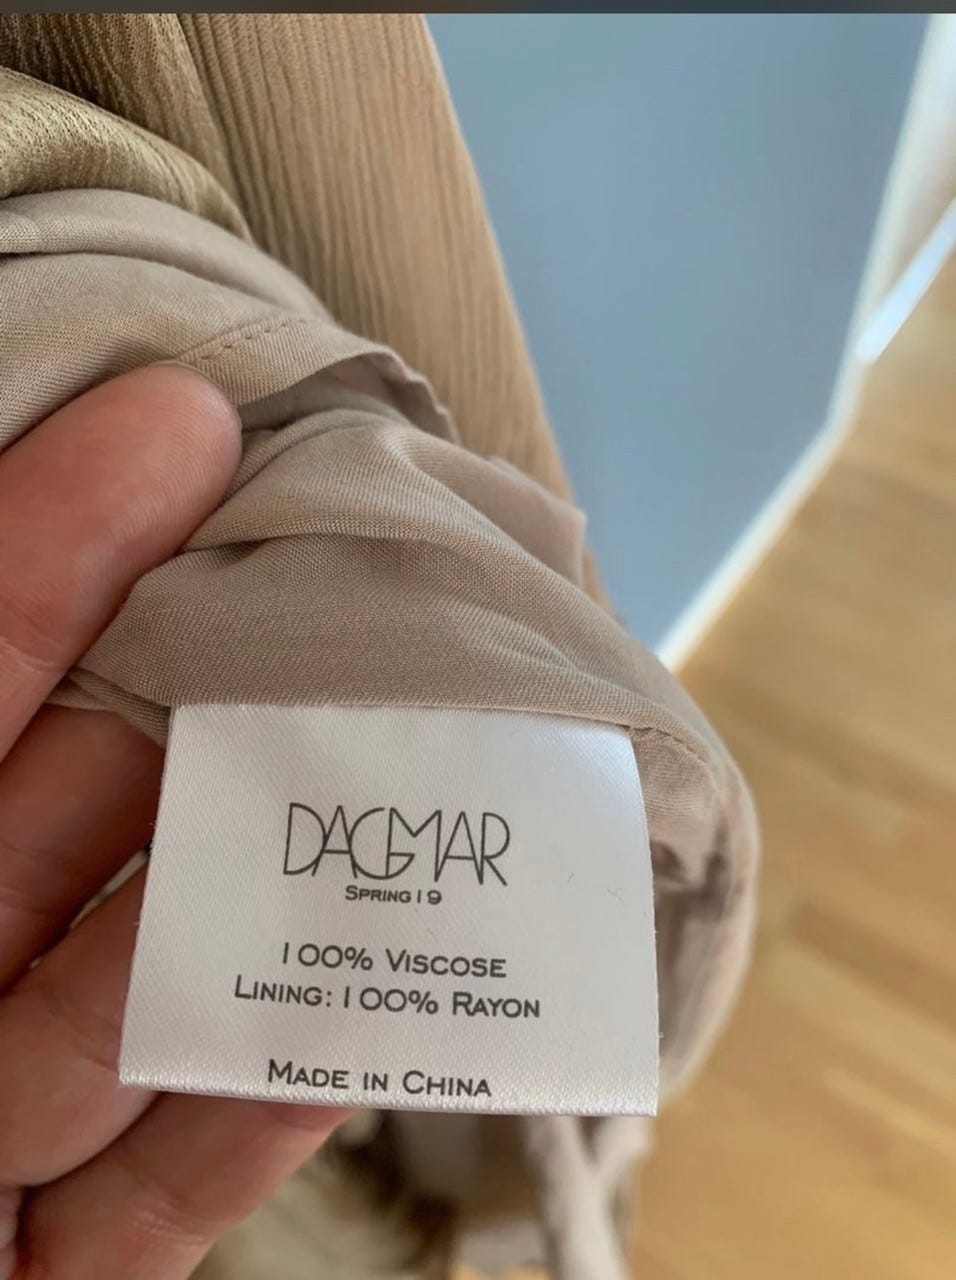 DAGMAR
SPRING 19
100% VISCOSE
LINING: 100% RAYON
MADE IN CHINA